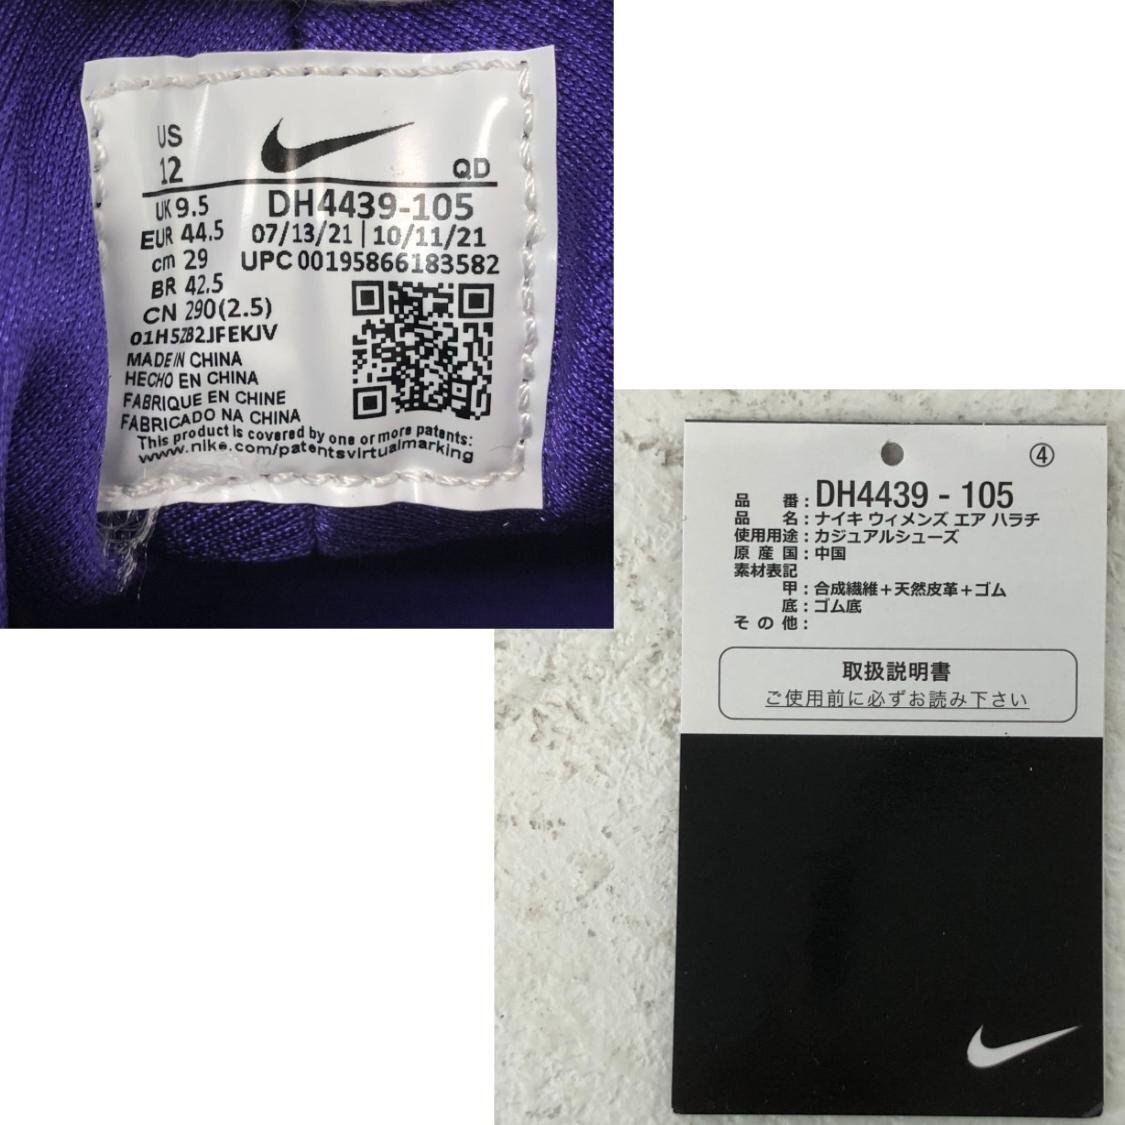 US
12
QD
UK 9.5
EUR 44.5
cm 29
BR 42.5
CN 290(2.5)
DH4439-105
07/13/21 | 10/11/21
UPC 00195866183582
01H5ZB2JFEKJV
MADE IN CHINA
HECHO EN CHINA
FABRIQUE EN CHINE
FABRICADO NA CHINA
This product is covered by one or more patents:
www.nike.com/patentsvirtualmarking
④
品 番：DH4439 - 105
品 名：ナイキ ウィメンズ エア ハラチ
使用用途：カジュアルシューズ
原 産 国：中国
素材表記
甲：合成繊維＋天然皮革＋ゴム
底：ゴム底
そ の 他：
取扱説明書
ご使用前に必ずお読み下さい